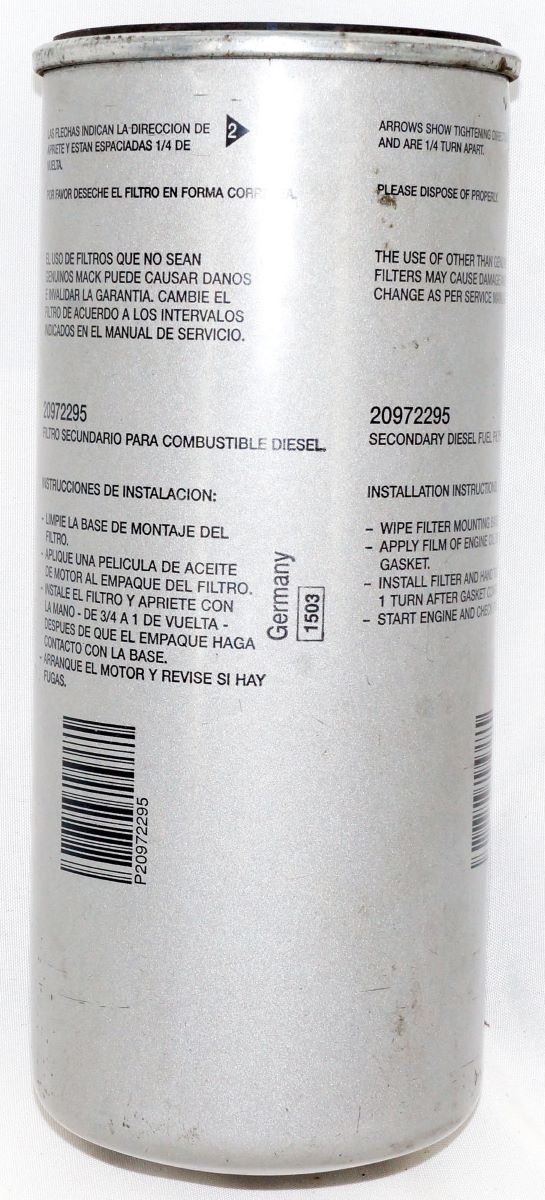 LAS FLECHAS INDICAN LA DIRECCION DE
APRIETE Y ESTAN ESPACIADAS 1/4 DE
VUELTA.
2
POR FAVOR DESECHE EL FILTRO EN FORMA
EL USO DE FILTROS QUE NO SEAN
GENUINOS MACK PUEDE CAUSAR DANOS
E INVALIDAR LA GARANTIA. CAMBIE EL
FILTRO DE ACUERDO A LOS INTERVALOS
INDICADOS EN EL MANUAL DE SERVICIO.
20972295
FILTRO SECUNDARIO PARA COMBUSTIBLE DIESEL.
INSTRUCCIONES DE INSTALACION:
- LIMPIE LA BASE DE MONTAJE DEL
FILTRO.
- APLIQUE UNA PELICULA DE ACEITE
DE MOTOR AL EMPAQUE DEL FILTRO.
- INSTALE EL FILTRO Y APRIETE CON
LA MANO - DE 3/4 A 1 DE VUELTA -
DESPUES DE QUE EL EMPAQUE HAGA
CONTACTO CON LA BASE.
- ARRANQUE EL MOTOR Y REVISE SI HAY
FUGAS.
P20972295
Germany
1503
ARROWS SHOW TIGHTENING
AND ARE 1/4 TURN APART.
PLEASE DISPOSE OF PROPERLY.
THE USE OF OTHER THAN
FILTERS MAY CAUSE DAMAGE
CHANGE AS PER SERVICE
20972295
SECONDARY DIESEL FUEL
INSTALLATION INSTRUCTIONS
- WIPE FILTER MOUNTING
- APPLY FILM OF ENGINE
GASKET.
- INSTALL FILTER AND
1 TURN AFTER GASKET
- START ENGINE AND CHECK